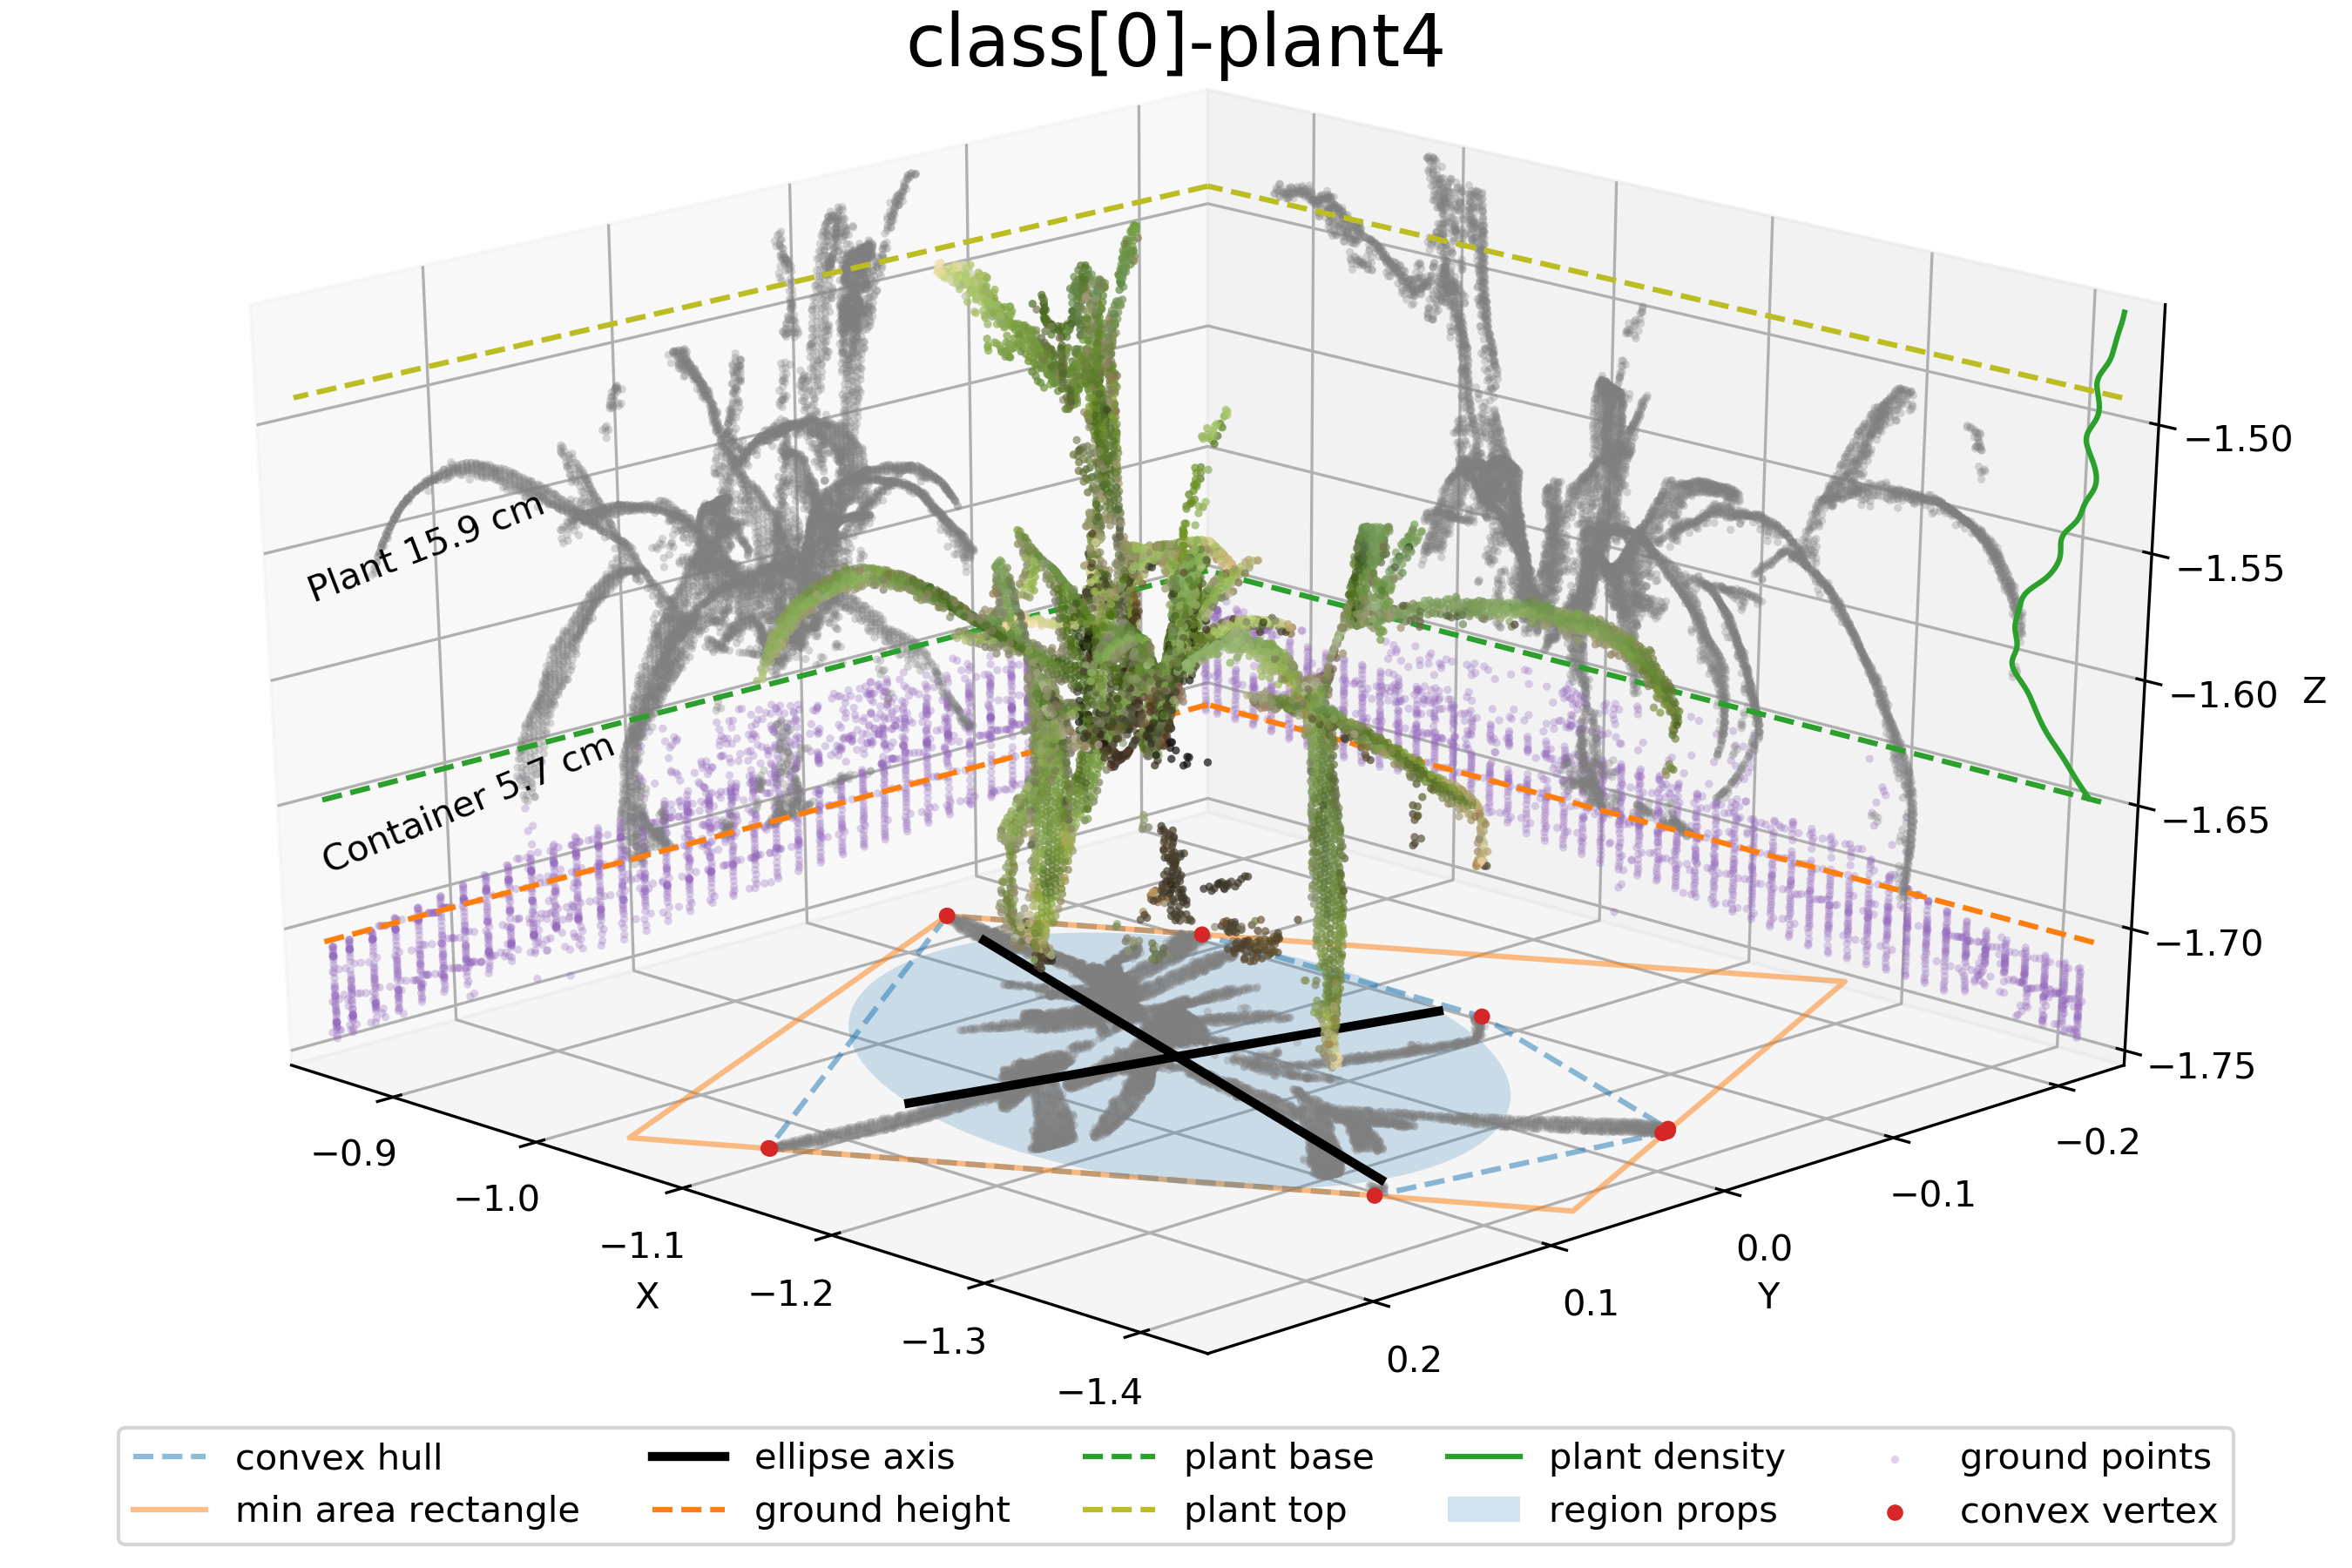 class[0]-plant4
Plant 15.9 cm
Container 5.7 cm
−1.50
−1.55
−1.60
Z
−1.65
−1.70
−1.75
−0.9
−1.0
−1.1
X
−1.2
−1.3
−1.4
−0.2
−0.1
0.0
Y
0.1
0.2
convex hull
ellipse axis
plant base
plant density
ground points
min area rectangle
ground height
plant top
region props
convex vertex